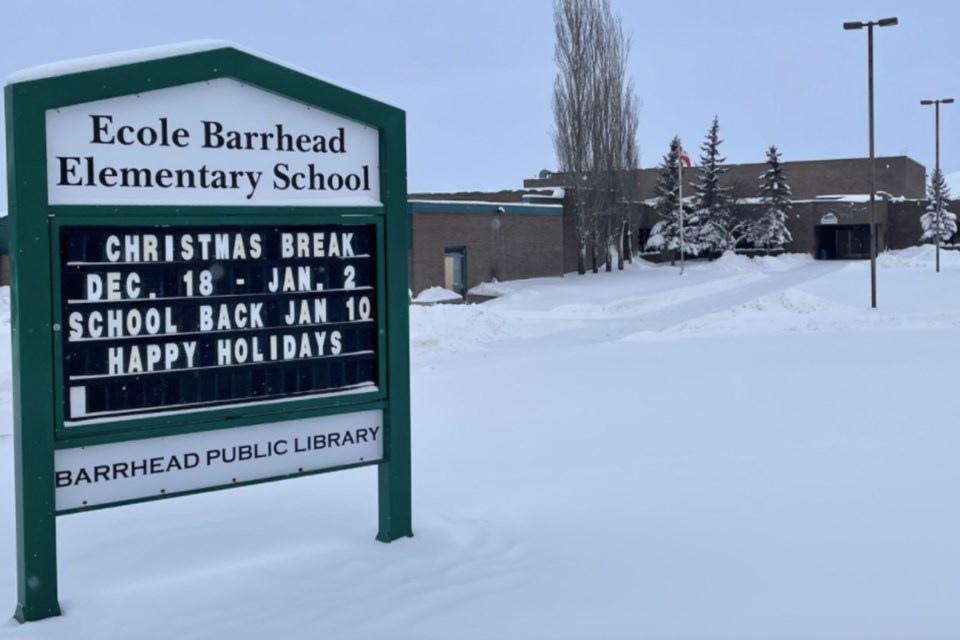 Ecole Barrhead
Elementary School
CHRISTMAS BREAK
DEC. 18 - JAN. 2
SCHOOL BACK JAN 10
HAPPY HOLIDAYS
BARRHEAD PUBLIC LIBRARY